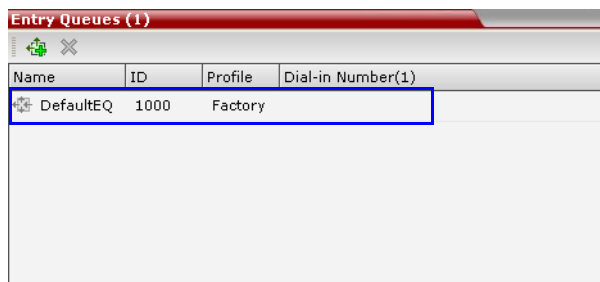 Entry Queues (1)
Name ID Profile Dial-in Number(1)
DefaultEQ 1000 Factory